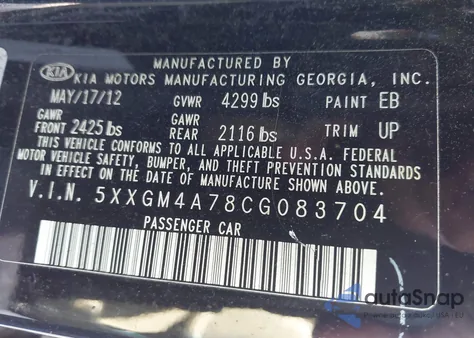 MANUFACTURED BY
KIA KIA MOTORS MANUFACTURING GEORGIA, INC.
MAY/17/12 GVWR 4299 lbs PAINT EB
GAWR FRONT 2425 lbs GAWR REAR 2116 lbs TRIM UP
THIS VEHICLE CONFORMS TO ALL APPLICABLE U.S.A. FEDERAL
MOTOR VEHICLE SAFETY, BUMPER, AND THEFT PREVENTION STANDARDS
IN EFFECT ON THE DATE OF MANUFACTURE SHOWN ABOVE.
V.I.N. 5XXGM4A78CG083704
PASSENGER CAR
autoSnap